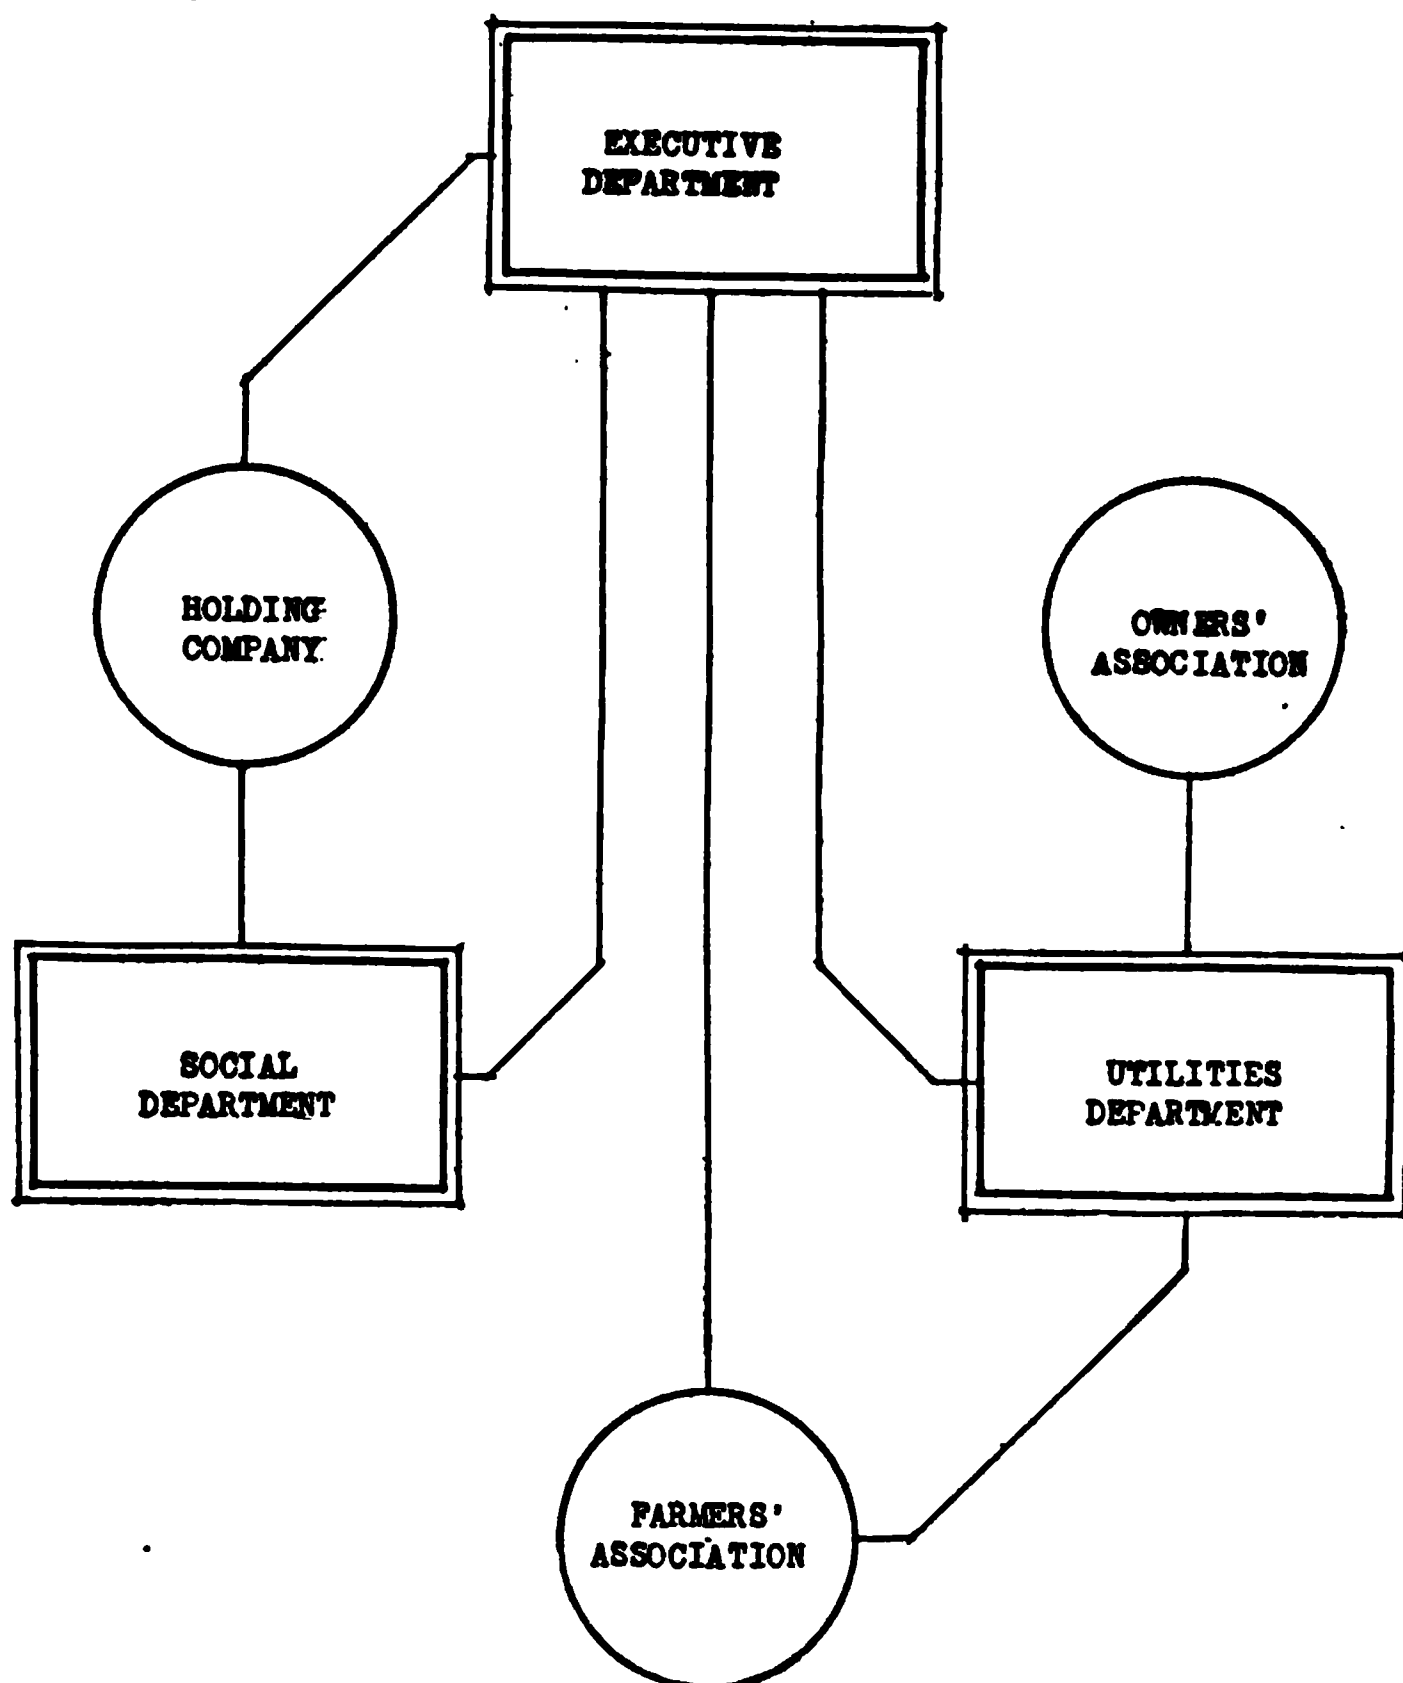 EXECUTIVE
DEPARTMENT
HOLDING
COMPANY
OWNERS'
ASSOCIATION
SOCIAL
DEPARTMENT
UTILITIES
DEPARTMENT
FARMERS'
ASSOCIATION